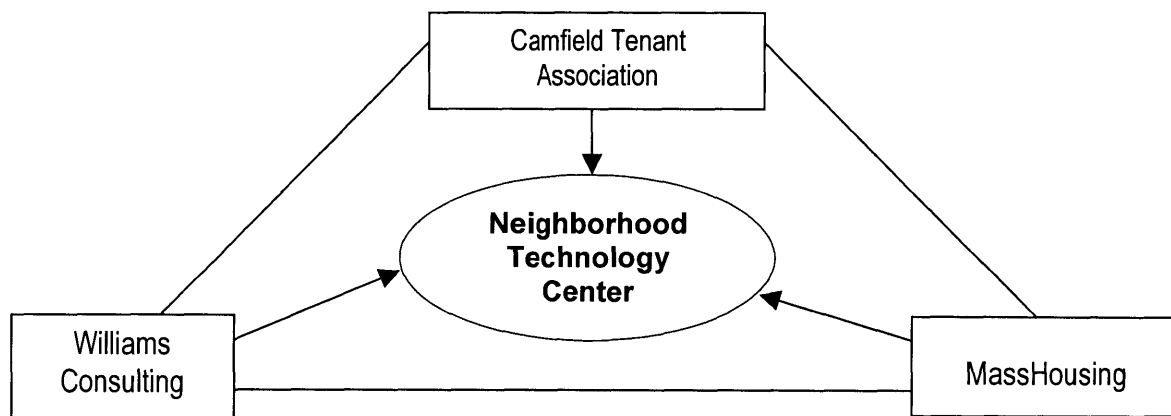 Camfield Tenant
Association
Neighborhood
Technology
Center
Williams
Consulting
MassHousing